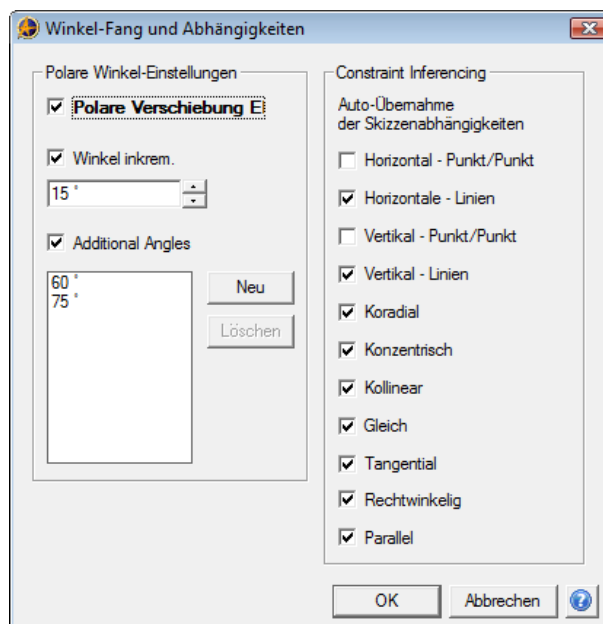 Winkel-Fang und Abhängigkeiten
Polare Winkel-Einstellungen
Polare Verschiebung E
Winkel inkrem.
15 °
Additional Angles
60 °
75 °
Neu
Löschen
Constraint Inferencing
Auto-Übernahme
der Skizzenabhängigkeiten
Horizontal - Punkt/Punkt
Horizontale - Linien
Vertikal - Punkt/Punkt
Vertikal - Linien
Koradial
Konzentrisch
Kollinear
Gleich
Tangential
Rechtwinkelig
Parallel
OK
Abbrechen
?